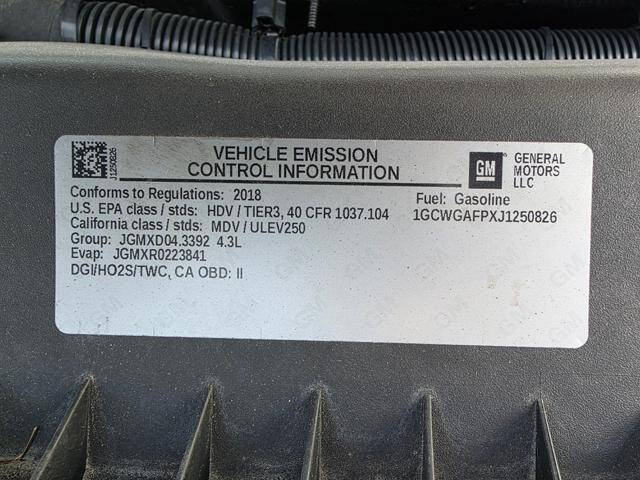 J1250826
VEHICLE EMISSION
CONTROL INFORMATION
GM
GENERAL
MOTORS
LLC
Conforms to Regulations: 2018
Fuel: Gasoline
U.S. EPA class / stds: HDV / TIER3, 40 CFR 1037.104
1GCWGAFPXJ1250826
California class / stds: MDV / ULEV250
Group: JGMXD04.3392 4.3L
Evap: JGMXR0223841
DGI/HO2S/TWC, CA OBD: II